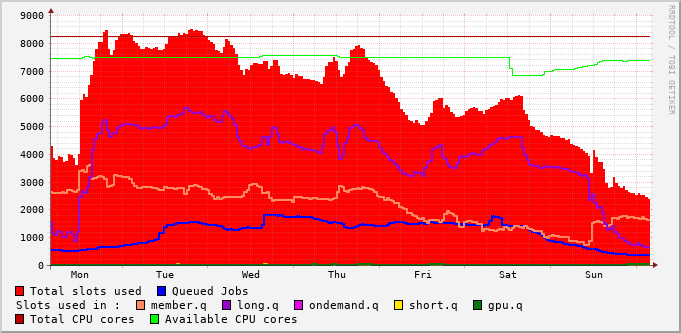 RRDTOOL / TOBI OETIKER
9000
8000
7000
6000
5000
4000
3000
2000
1000
0
Mon Tue Wed Thu Fri Sat Sun
Total slots used Queued Jobs
Slots used in : member.q long.q ondemand.q short.q gpu.q
Total CPU cores Available CPU cores